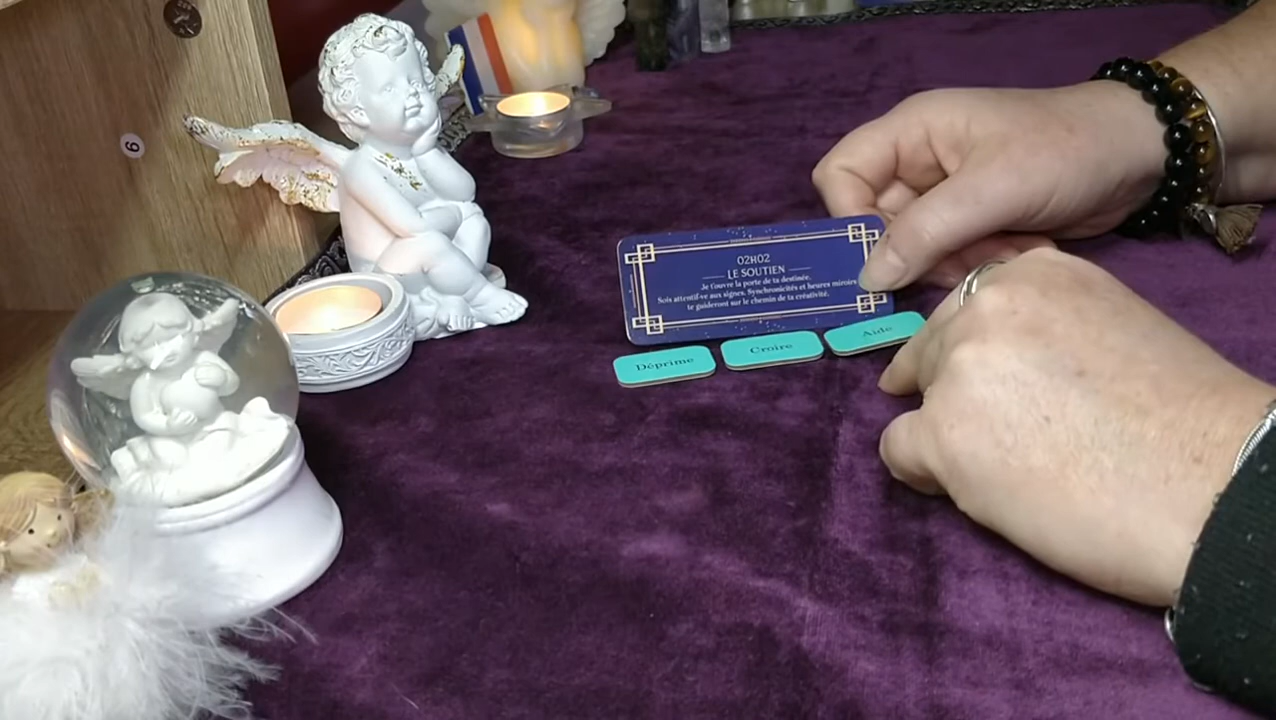 9
02H02
LE SOUTIEN
Je t'ouvre la porte de ta destinée.
Sois attentif·ve aux signes. Synchronicités et heures miroirs
te guideront sur le chemin de ta créativité.
Déprime
Croire
Aide